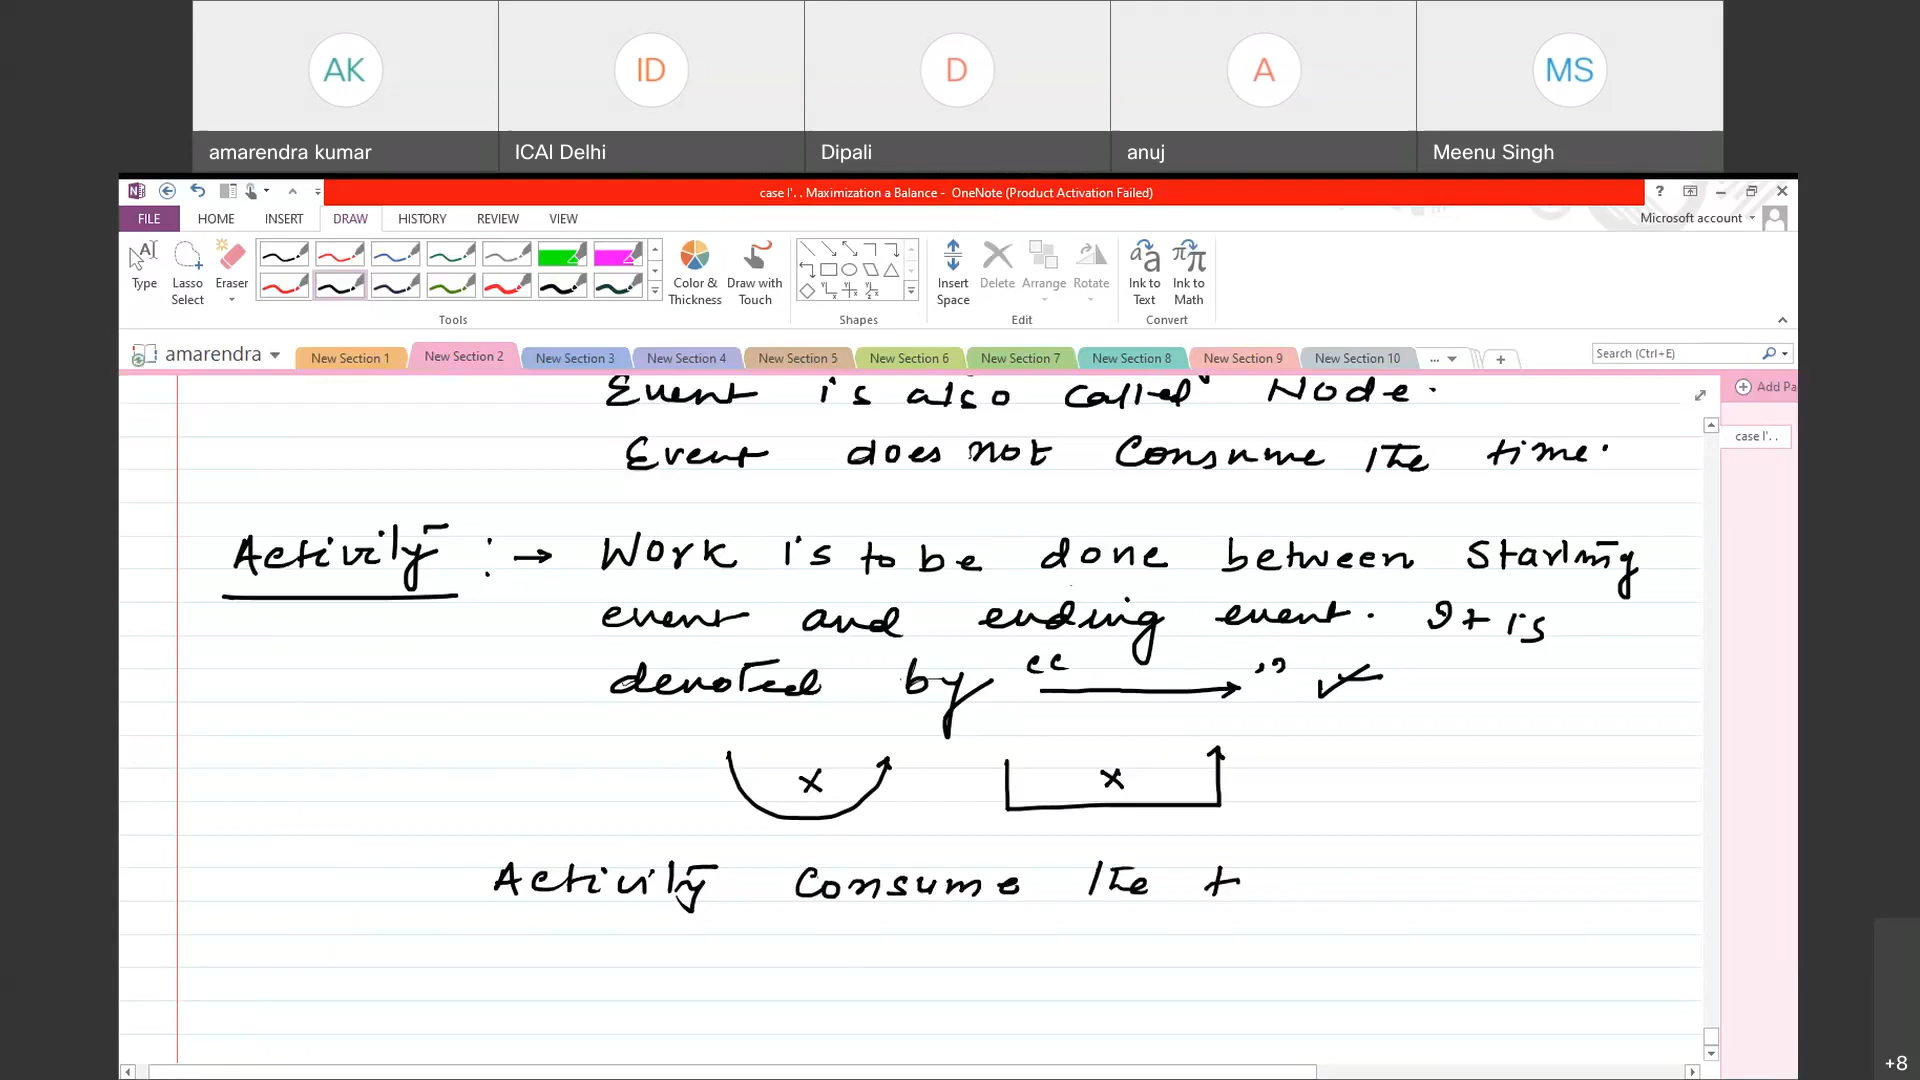 AK
ID
D
A
MS
amarendra kumar
ICAI Delhi
Dipali
anuj
Meenu Singh
case I'. . Maximization a Balance - OneNote (Product Activation Failed)
?
FILE HOME INSERT DRAW HISTORY REVIEW VIEW
Microsoft account
Type
Lasso Select
Eraser
Color & Thickness
Draw with Touch
Insert Space
Delete
Arrange
Rotate
Ink to Text
Ink to Math
Tools
Shapes
Edit
Convert
amarendra
New Section 1 New Section 2 New Section 3 New Section 4 New Section 5 New Section 6 New Section 7 New Section 8 New Section 9 New Section 10 ...
Search (Ctrl+E)
Add Pa
case I'. .
Event is also called Node.
Event does not Consume the time.
Activity :→ Work is to be done between Starting
event and ending event. It is
denoted by “ → ” ✓
x x
Activity Consume the t
+8